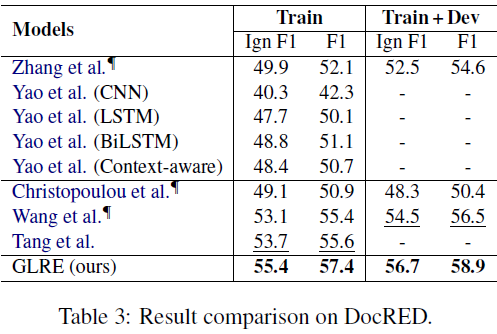 Models Train Train + Dev
Ign F1 F1 Ign F1 F1
Zhang et al.¶ 49.9 52.1 52.5 54.6
Yao et al. (CNN) 40.3 42.3 - -
Yao et al. (LSTM) 47.7 50.1 - -
Yao et al. (BiLSTM) 48.8 51.1 - -
Yao et al. (Context-aware) 48.4 50.7 - -
Christopoulou et al.¶ 49.1 50.9 48.3 50.4
Wang et al.¶ 53.1 55.4 54.5 56.5
Tang et al. 53.7 55.6 - -
GLRE (ours) 55.4 57.4 56.7 58.9
Table 3: Result comparison on DocRED.